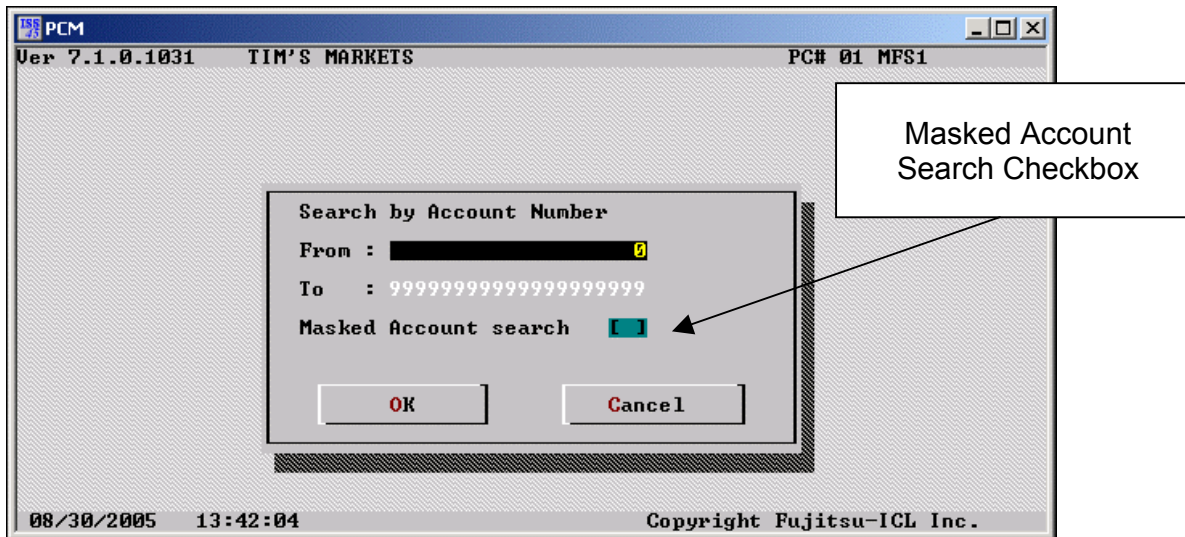 ISS 45 PCM
Ver 7.1.0.1031 TIM'S MARKETS PC# 01 MFS1
Masked Account
Search Checkbox
Search by Account Number
From : 0
To : 99999999999999999999
Masked Account search [ ]
OK Cancel
08/30/2005 13:42:04 Copyright Fujitsu-ICL Inc.